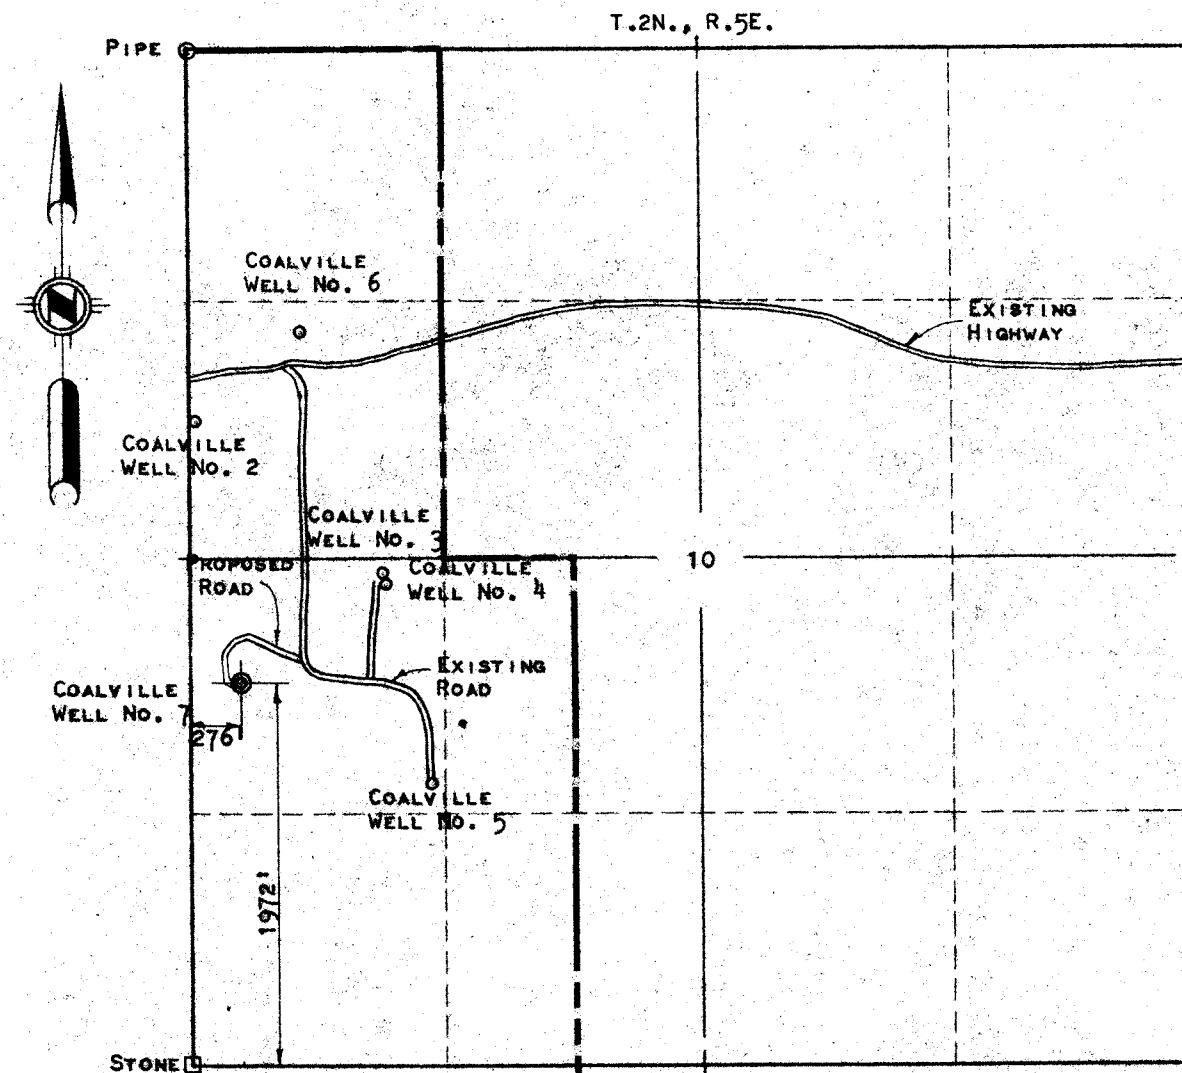 T.2N., R.5E.
PIPE
COALVILLE
WELL NO. 6
EXISTING
HIGHWAY
COALVILLE
WELL NO. 2
COALVILLE
WELL NO. 3
10
PROPOSED
ROAD
COALVILLE
WELL NO. 4
EXISTING
ROAD
COALVILLE
WELL NO. 7
276'
COALVILLE
WELL NO. 5
1972'
STONE
N